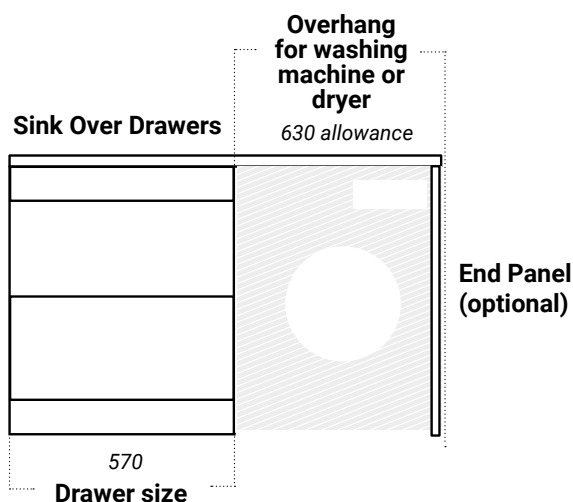 Overhang
for washing
machine or
dryer
630 allowance
Sink Over Drawers
End Panel
(optional)
570
Drawer size